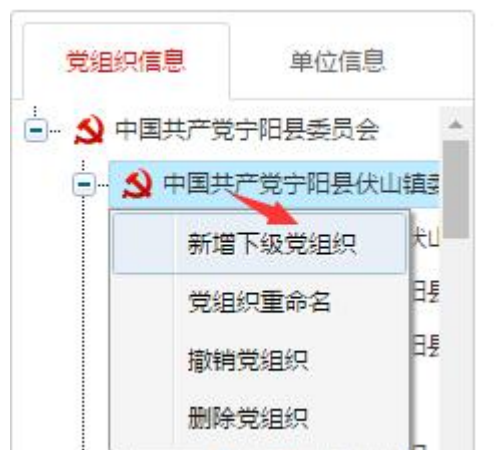 党组织信息 单位信息
中国共产党宁阳县委员会
中国共产党宁阳县伏山镇
新增下级党组织
党组织重命名
撤销党组织
删除党组织